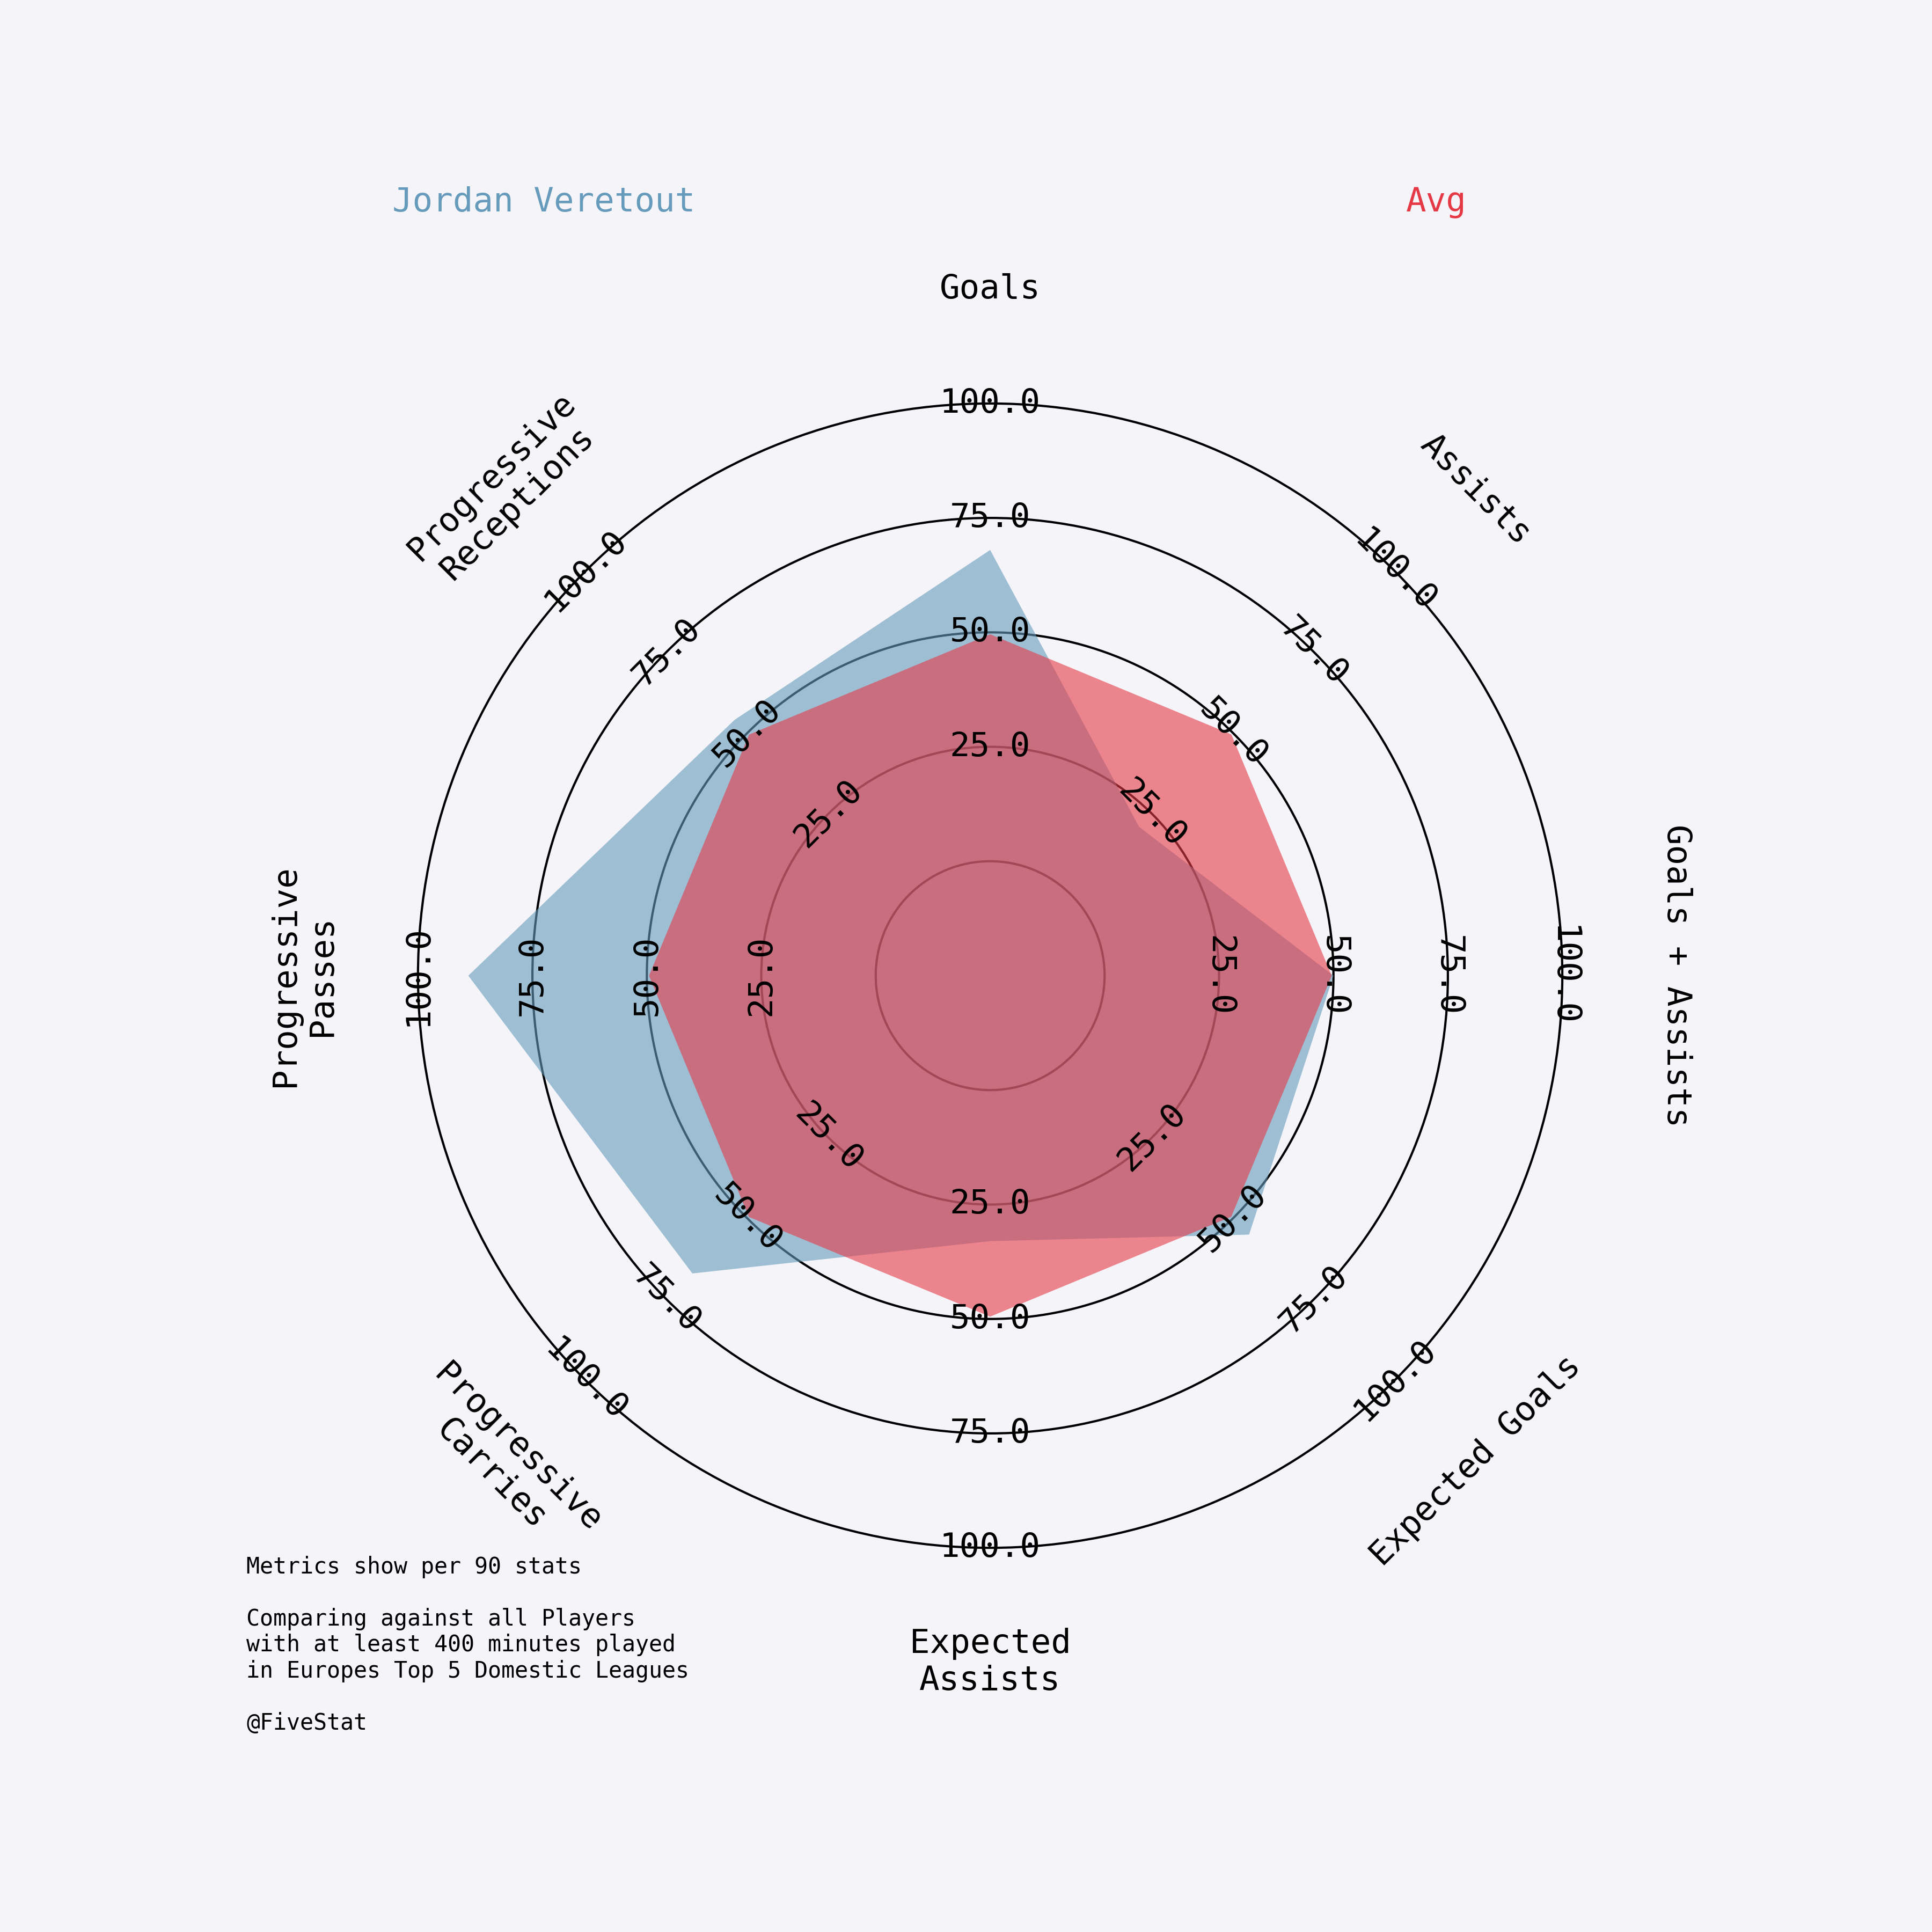 Jordan Veretout
Avg
Goals
Assists
Goals + Assists
Expected Goals
Expected
Assists
Progressive
Carries
Progressive
Passes
Progressive
Receptions
100.0
75.0
50.0
25.0
100.0
75.0
50.0
25.0
100.0
75.0
50.0
25.0
100.0
75.0
50.0
25.0
25.0
50.0
75.0
100.0
25.0
50.0
75.0
100.0
100.0
75.0
50.0
25.0
100.0
75.0
50.0
25.0
Metrics show per 90 stats
Comparing against all Players
with at least 400 minutes played
in Europes Top 5 Domestic Leagues
@FiveStat